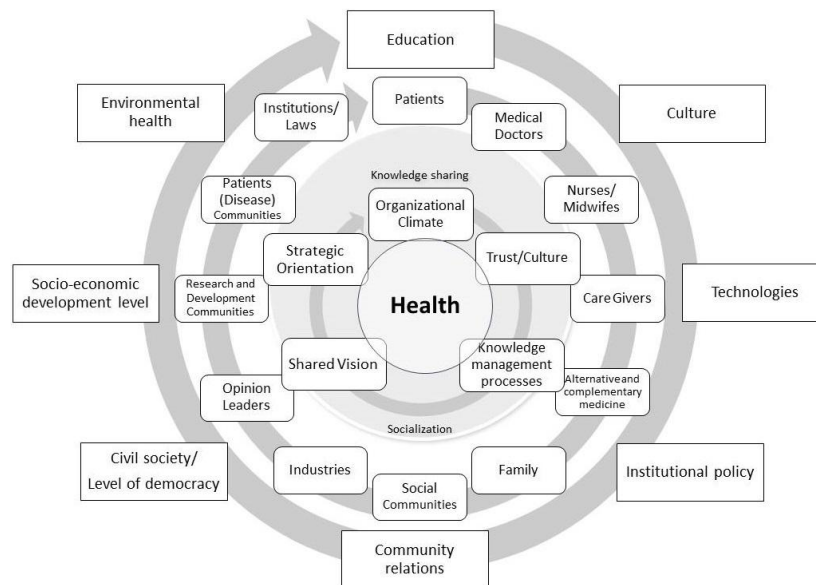 Education
Environmental
health
Institutions/
Laws
Patients
Medical
Doctors
Culture
Patients
(Disease)
Communities
Knowledge sharing
Organizational
Climate
Nurses/
Midwifes
Strategic
Orientation
Trust/Culture
Socio-economic
development level
Research and
Development
Communities
Health
Care Givers
Technologies
Shared Vision
Knowledge
management
processes
Opinion
Leaders
Alternative and
complementary
medicine
Socialization
Civil society/
Level of democracy
Industries
Social
Communities
Family
Institutional policy
Community
relations